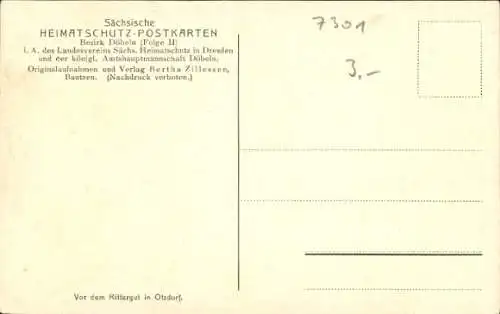 Sächsische
HEIMATSCHUTZ-POSTKARTEN
Bezirk Döbeln (Folge II)
i. A. des Landesvereins Sächs. Heimatschutz in Dresden
und der königl. Amtshauptmannschaft Döbeln.
Originalaufnahmen und Verlag Bertha Zillessen,
Bautzen. (Nachdruck verboten.)
7301
3,-
Vor dem Rittergut in Otzdorf.